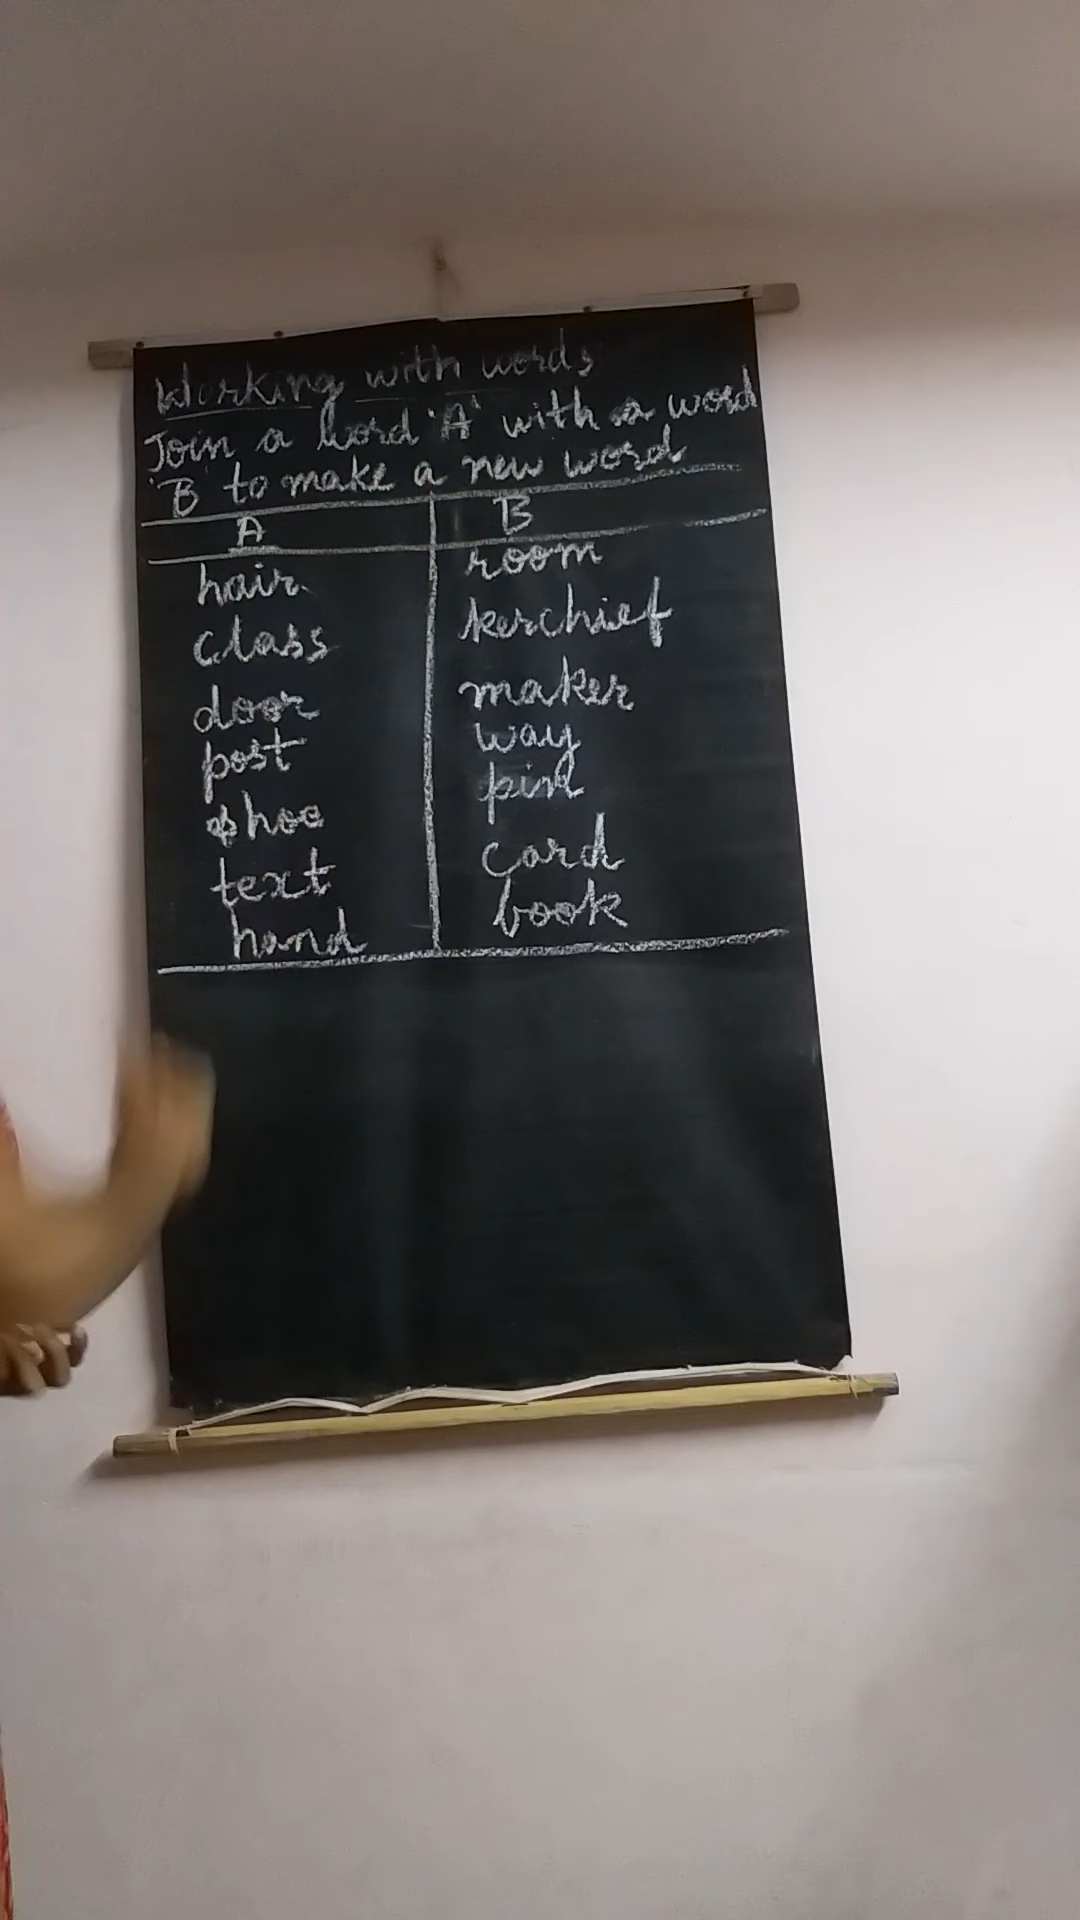 Working with words
Join a word 'A' with a word
'B to make a new word
A B
hair room
class kerchief
door maker
post way
shoe pin
text card
hand book